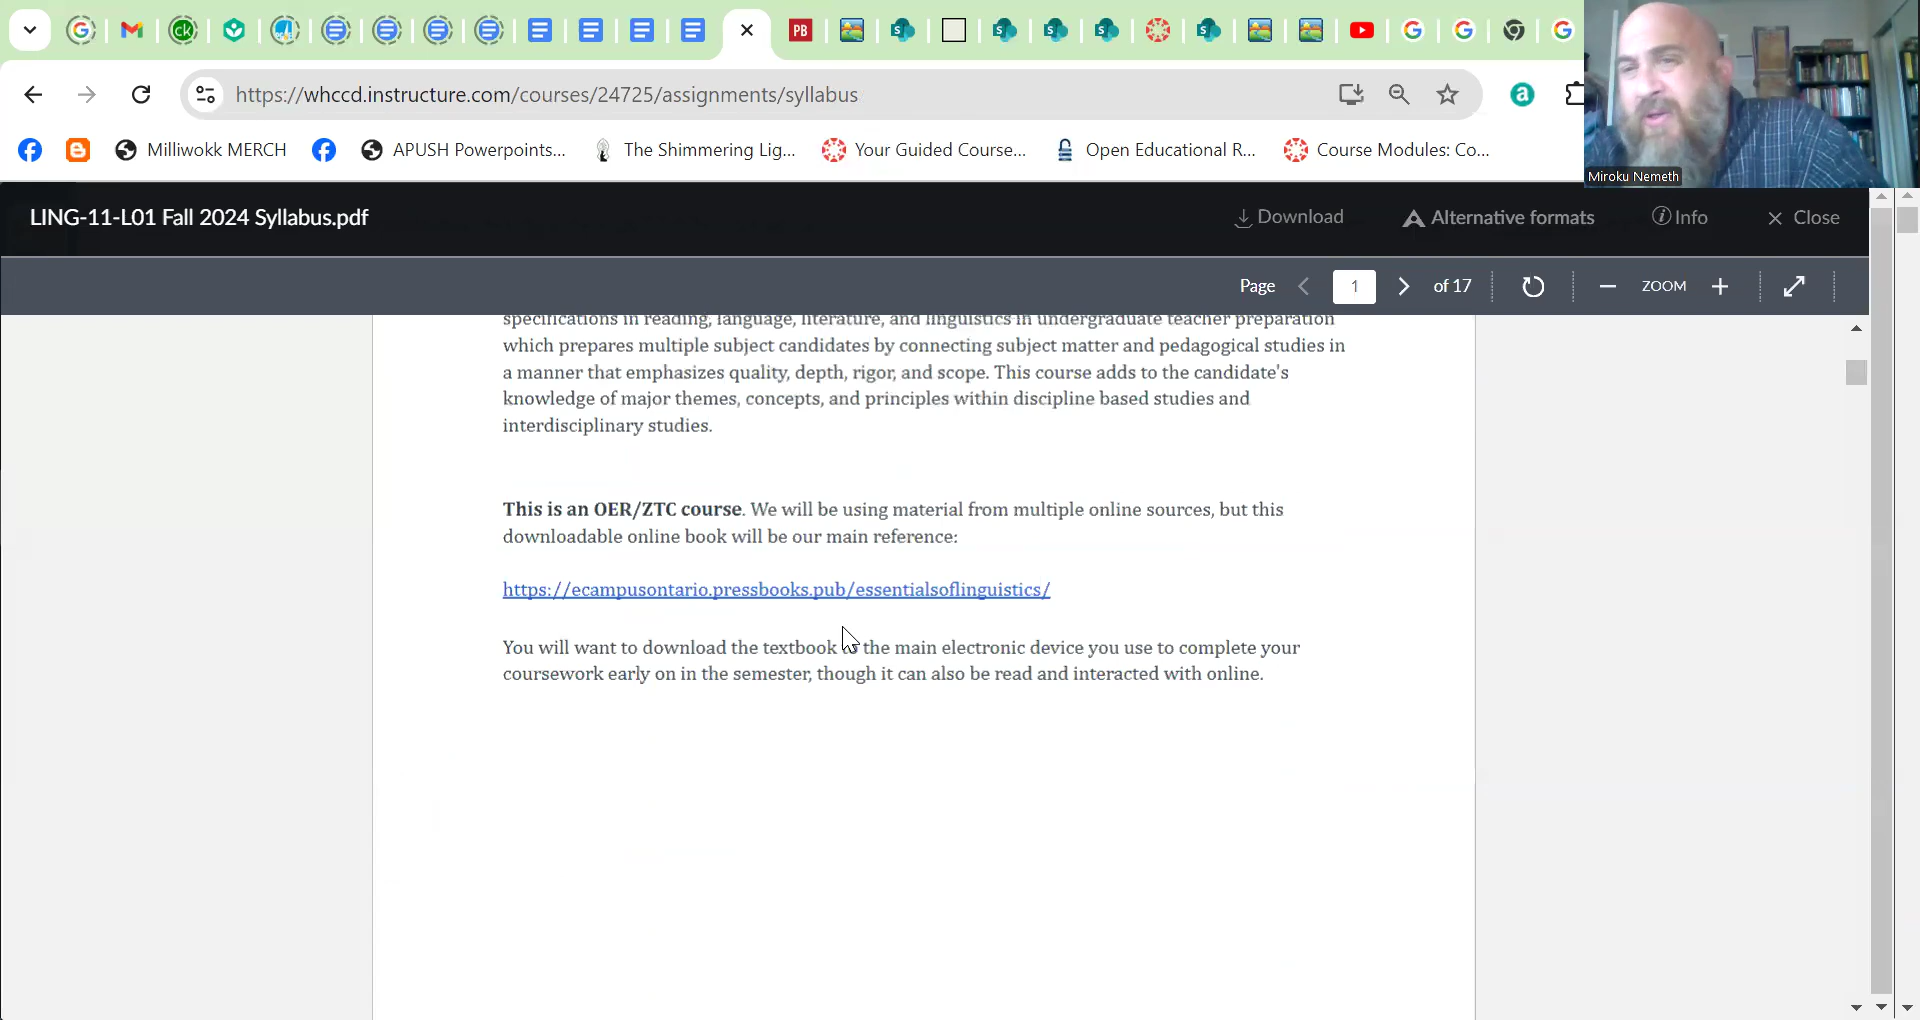 PB
https://whccd.instructure.com/courses/24725/assignments/syllabus
Milliwokk MERCH
APUSH Powerpoints...
The Shimmering Lig...
Your Guided Course...
Open Educational R...
Course Modules: Co...
Miroku Nemeth
LING-11-L01 Fall 2024 Syllabus.pdf
Download
Alternative formats
Info
Close
Page 1 of 17
ZOOM
specifications in reading, language, literature, and linguistics in undergraduate teacher preparation
which prepares multiple subject candidates by connecting subject matter and pedagogical studies in
a manner that emphasizes quality, depth, rigor, and scope. This course adds to the candidate's
knowledge of major themes, concepts, and principles within discipline based studies and
interdisciplinary studies.
This is an OER/ZTC course. We will be using material from multiple online sources, but this
downloadable online book will be our main reference:
https://ecampusontario.pressbooks.pub/essentialsoflinguistics/
You will want to download the textbook the main electronic device you use to complete your
coursework early on in the semester, though it can also be read and interacted with online.